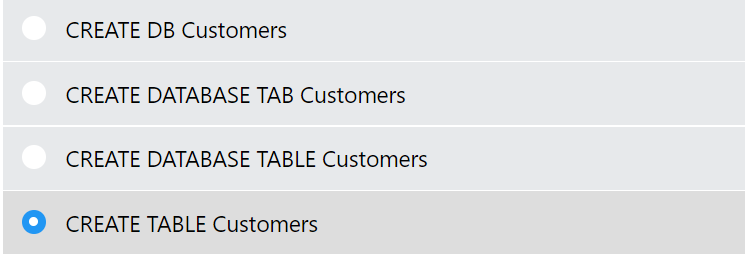 CREATE DB Customers
CREATE DATABASE TAB Customers
CREATE DATABASE TABLE Customers
CREATE TABLE Customers